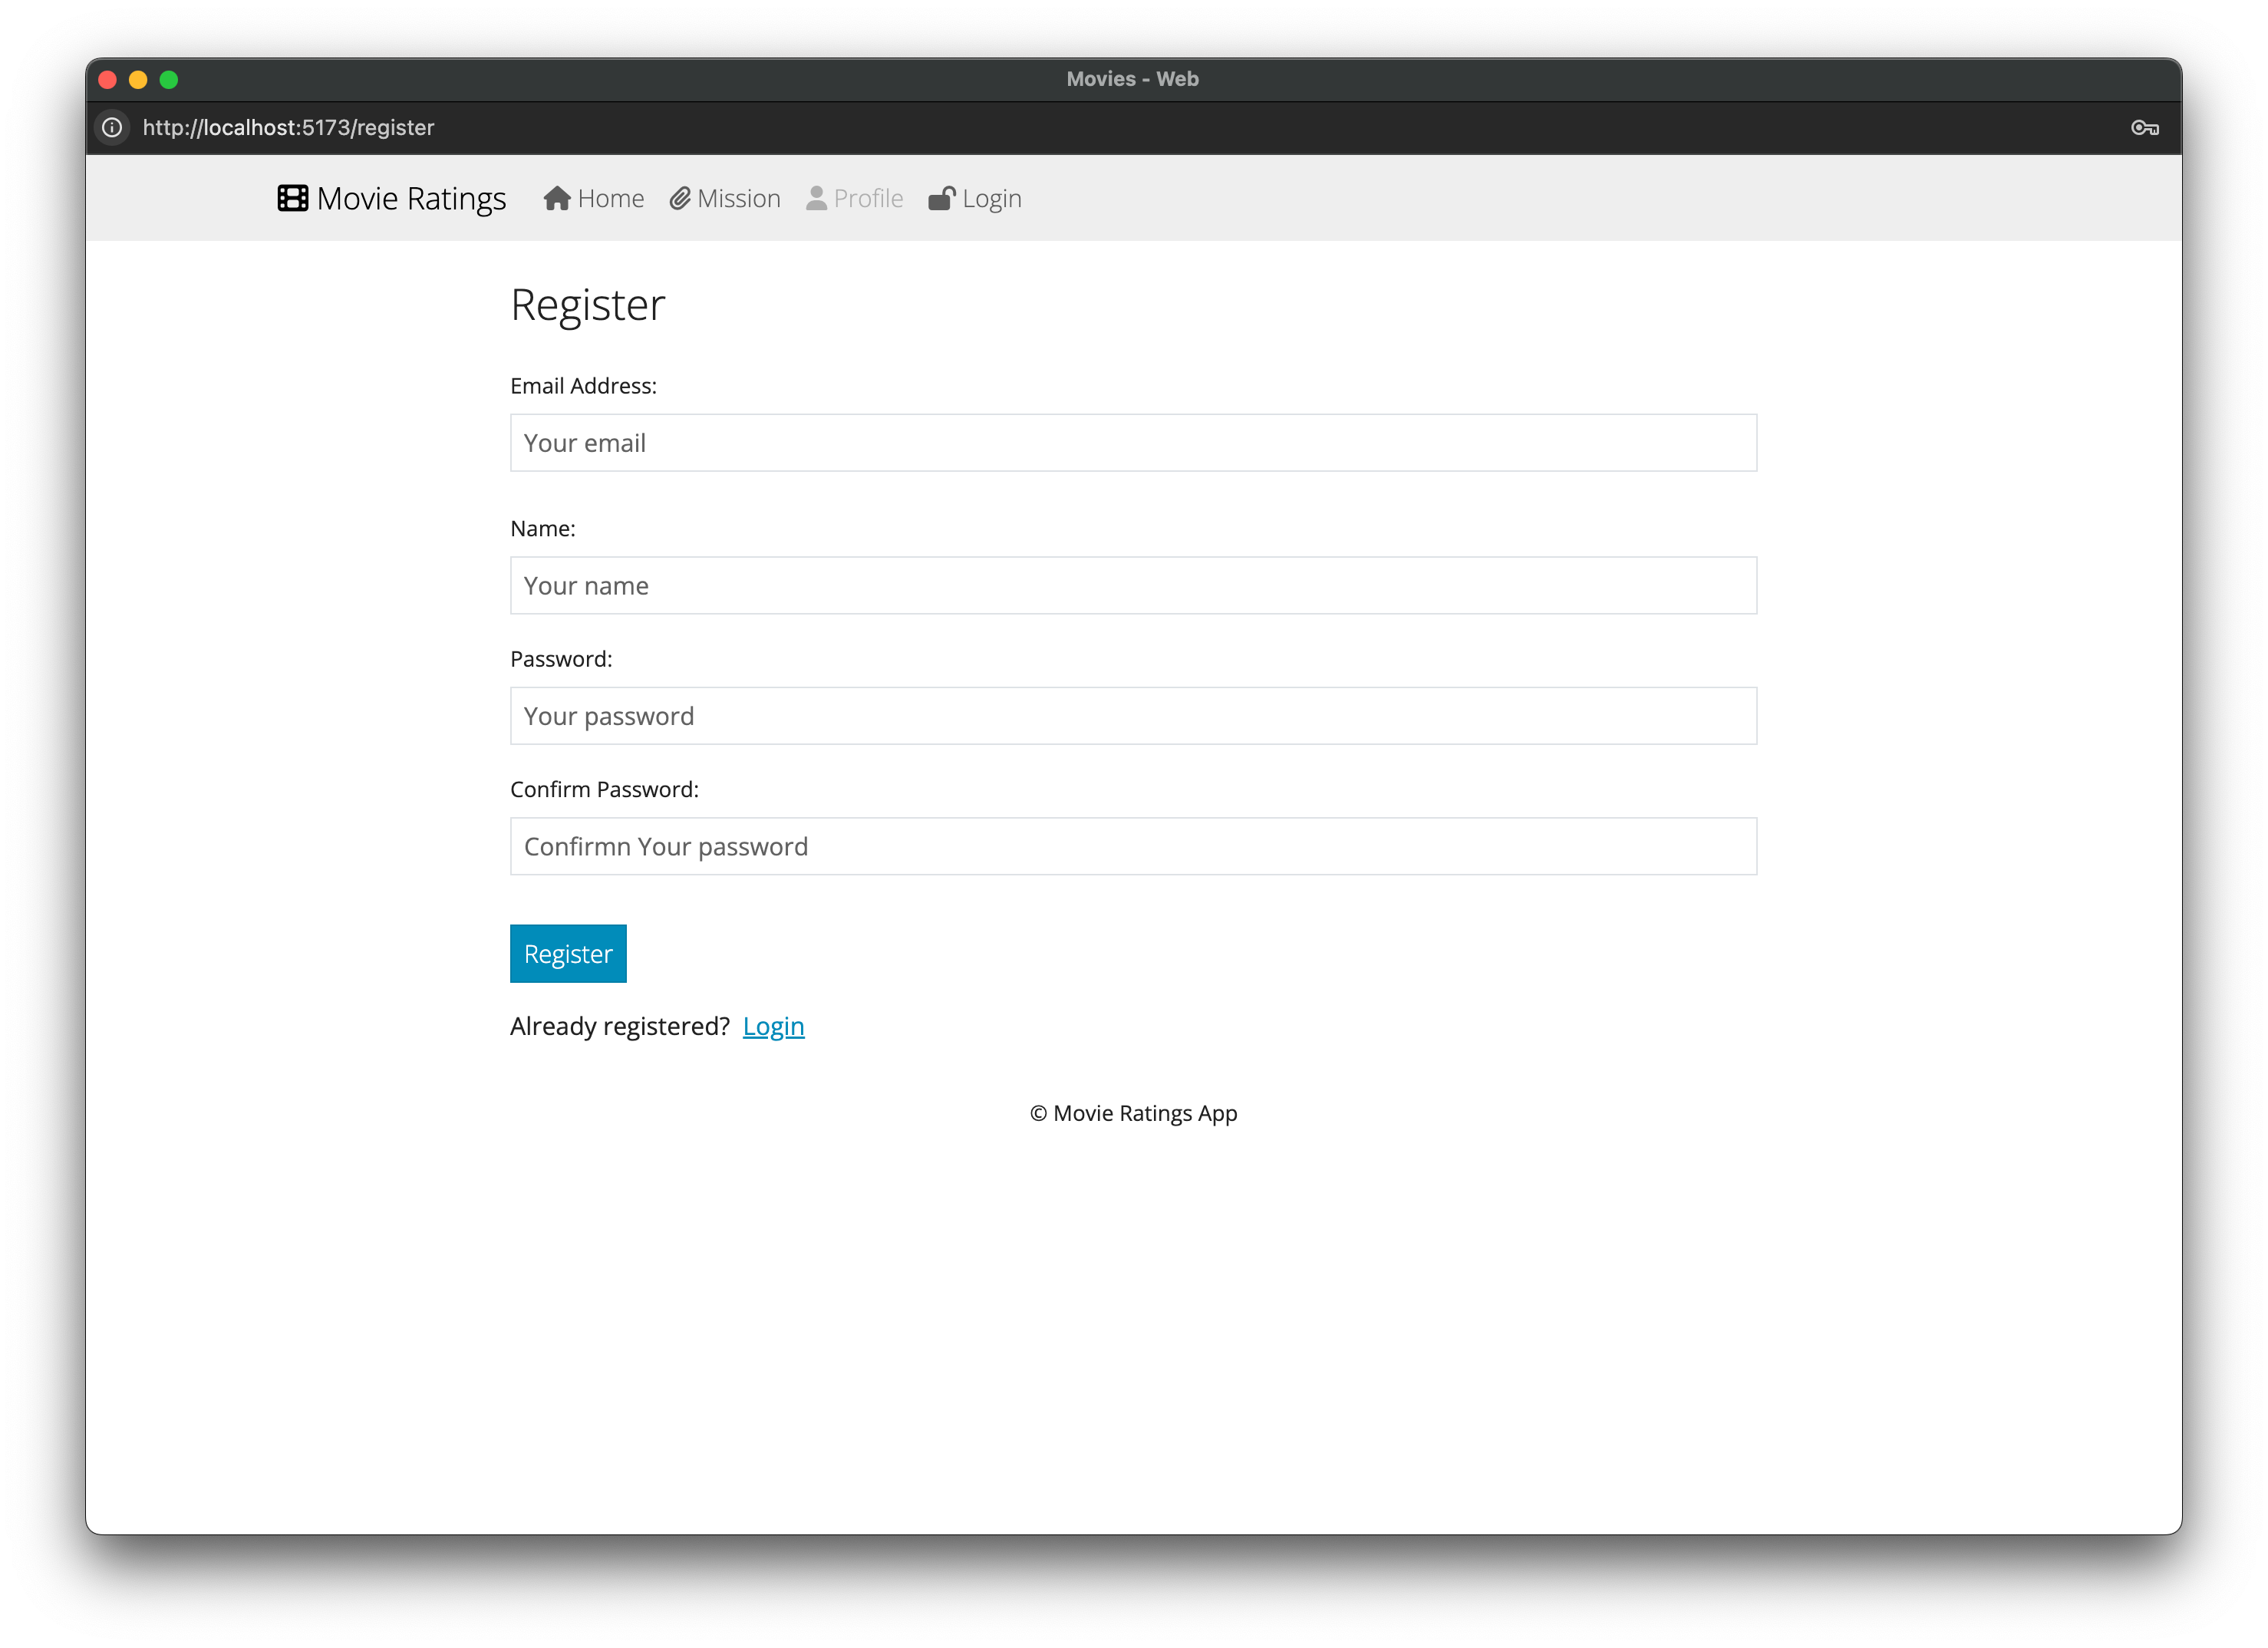 Movies - Web
http://localhost:5173/register
Movie Ratings Home Mission Profile Login
Register
Email Address:
Your email
Name:
Your name
Password:
Your password
Confirm Password:
Confirmn Your password
Register
Already registered? Login
© Movie Ratings App